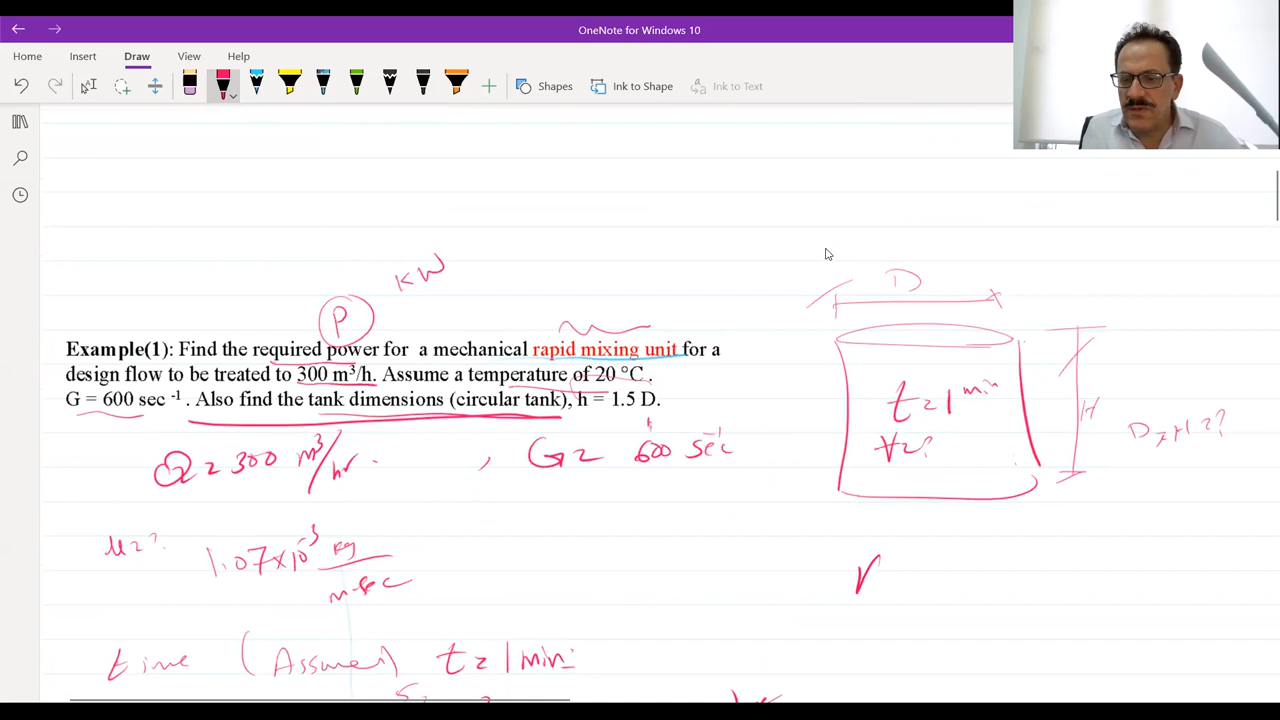 OneNote for Windows 10
Home Insert Draw View Help
Shapes Ink to Shape Ink to Text
KW
P
D
Example(1): Find the required power for a mechanical rapid mixing unit for a
design flow to be treated to 300 m³/h. Assume a temperature of 20 °C .
G = 600 sec ⁻¹ . Also find the tank dimensions (circular tank), h = 1.5 D.
t = 1 min
H
D, H = ?
∀ = ?
Q = 300 m³/hr . , G = 600 sec⁻¹
μ = ? 1.07×10⁻³ kg/m·sec
time (Assume) t = 1 min